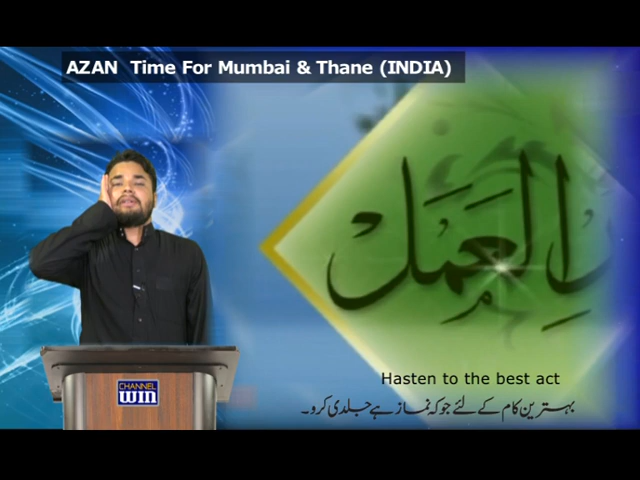 AZAN Time For Mumbai & Thane (INDIA)
العَمَلِ
CHANNEL
WIN
Hasten to the best act
بہترین کام کے لئے جو کہ نماز ہے جلدی کرو۔